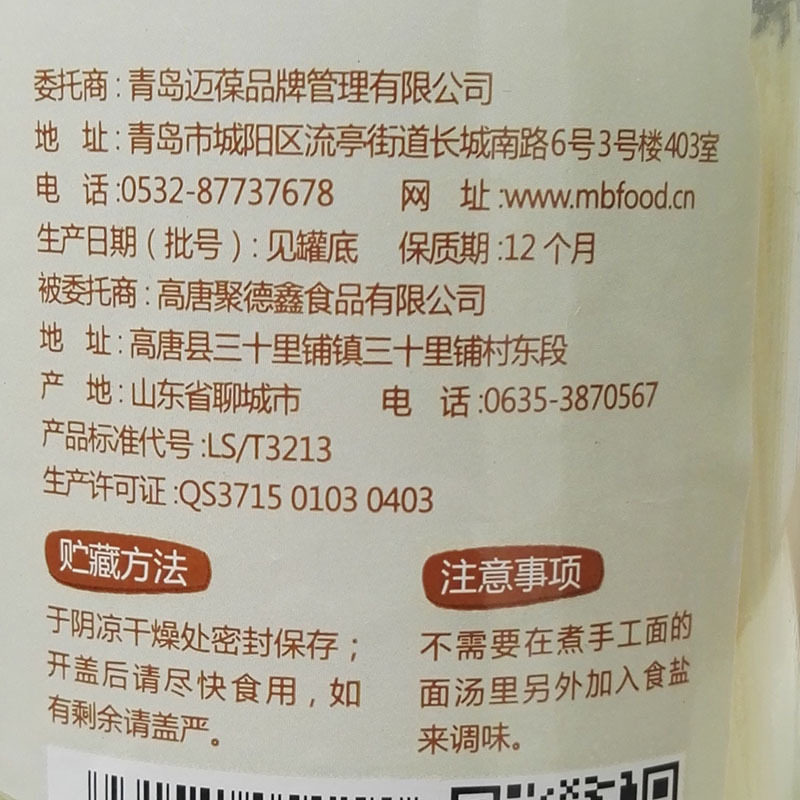 委托商:青岛迈葆品牌管理有限公司
地 址:青岛市城阳区流亭街道长城南路6号3号楼403室
电 话:0532-87737678 网 址:www.mbfood.cn
生产日期(批号):见罐底 保质期:12个月
被委托商:高唐聚德鑫食品有限公司
地 址:高唐县三十里铺镇三十里铺村东段
产 地:山东省聊城市 电 话:0635-3870567
产品标准代号:LS/T3213
生产许可证:QS3715 0103 0403
贮藏方法
于阴凉干燥处密封保存;
开盖后请尽快食用,如
有剩余请盖严。
注意事项
不需要在煮手工面的
面汤里另外加入食盐
来调味。